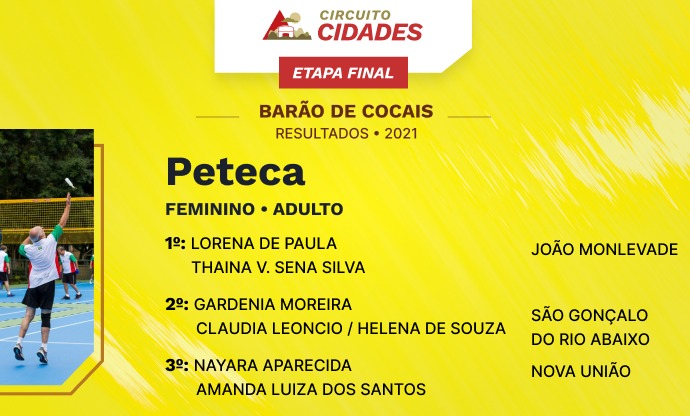 CIRCUITO
CIDADES
ETAPA FINAL
BARÃO DE COCAIS
RESULTADOS • 2021
Peteca
FEMININO • ADULTO
1º: LORENA DE PAULA
THAINA V. SENA SILVA
JOÃO MONLEVADE
2º: GARDENIA MOREIRA
CLAUDIA LEONCIO / HELENA DE SOUZA
SÃO GONÇALO
DO RIO ABAIXO
3º: NAYARA APARECIDA
AMANDA LUIZA DOS SANTOS
NOVA UNIÃO